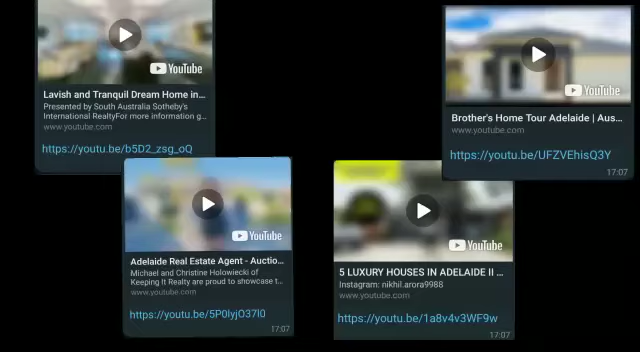 YouTube
Lavish and Tranquil Dream Home in...
Presented by South Australia Sotheby's
International RealtyFor more information g...
www.youtube.com
https://youtu.be/b5D2_zsg_oQ
YouTube
Brother's Home Tour Adelaide | Aus...
www.youtube.com
https://youtu.be/UFZVEhisQ3Y
17:07
YouTube
Adelaide Real Estate Agent - Auctio...
Michael and Christine Holowiecki of
Keeping It Realty are proud to showcase t...
www.youtube.com
https://youtu.be/5P0lyjO37l0
17:07
YouTube
5 LUXURY HOUSES IN ADELAIDE II ...
Instagram: nikhil.arora9988
www.youtube.com
https://youtu.be/1a8v4v3WF9w
17:07